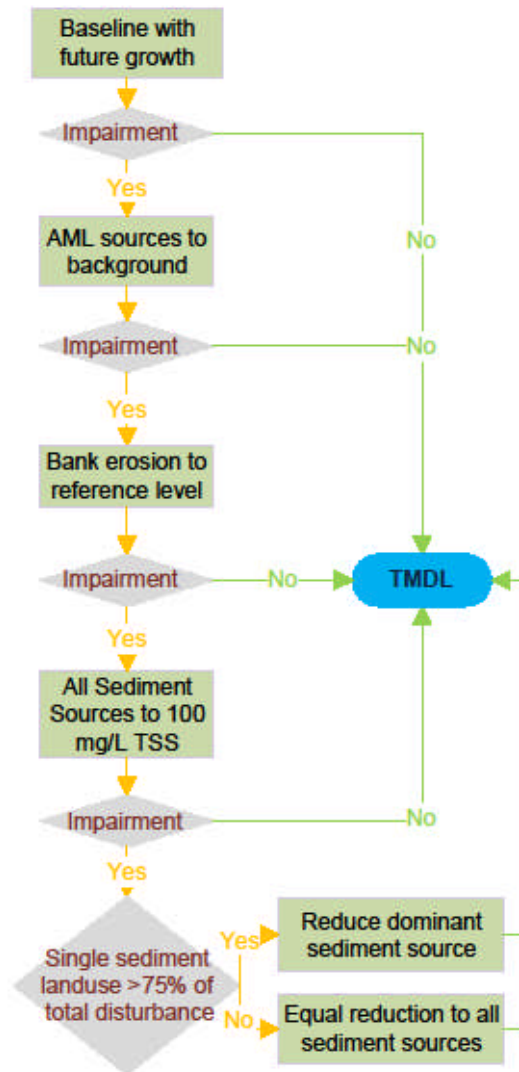 Baseline with
future growth
Impairment
Yes
No
AML sources to
background
Impairment
No
Yes
Bank erosion to
reference level
Impairment
No
TMDL
Yes
All Sediment
Sources to 100
mg/L TSS
Impairment
No
Yes
Single sediment
landuse >75% of
total disturbance
Yes
Reduce dominant
sediment source
No
Equal reduction to all
sediment sources